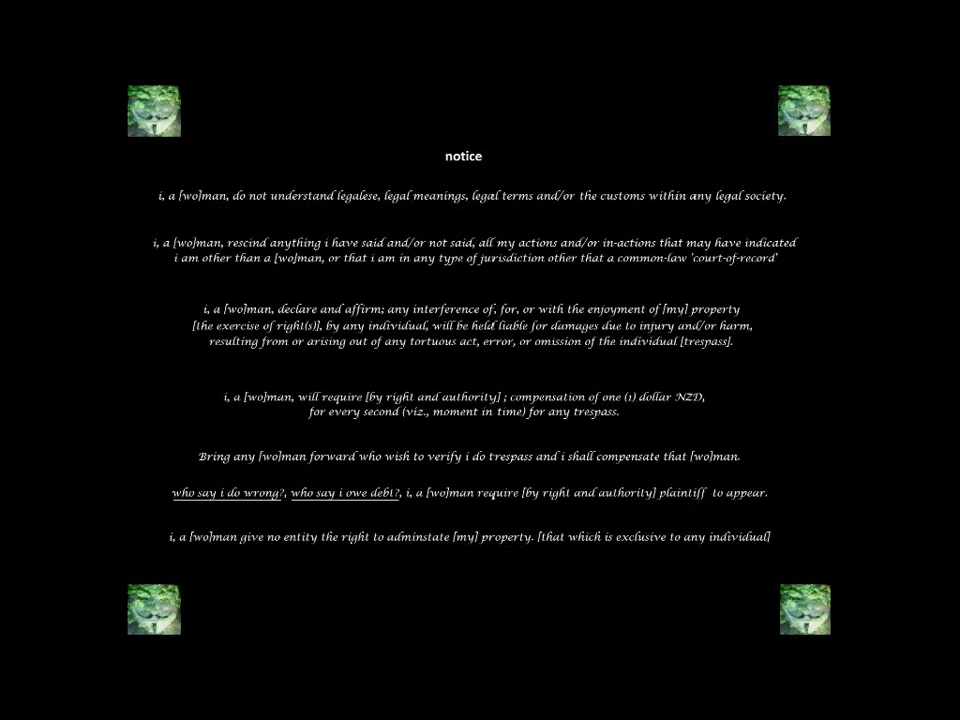 notice
i, a [wo]man, do not understand legalese, legal meanings, legal terms and/or the customs within any legal society.
i, a [wo]man, rescind anything i have said and/or not said, all my actions and/or in-actions that may have indicated
i am other than a [wo]man, or that i am in any type of jurisdiction other that a common-law 'court-of-record'
i, a [wo]man, declare and affirm; any interference of, for, or with the enjoyment of [my] property
[the exercise of right(s)], by any individual, will be held liable for damages due to injury and/or harm,
resulting from or arising out of any tortuous act, error, or omission of the individual [trespass].
i, a [wo]man, will require [by right and authority] ; compensation of one (1) dollar NZD,
for every second (viz., moment in time) for any trespass.
Bring any [wo]man forward who wish to verify i do trespass and i shall compensate that [wo]man.
who say i do wrong?, who say i owe debt?, i, a [wo]man require [by right and authority] plaintiff to appear.
i, a [wo]man give no entity the right to adminstate [my] property. [that which is exclusive to any individual]